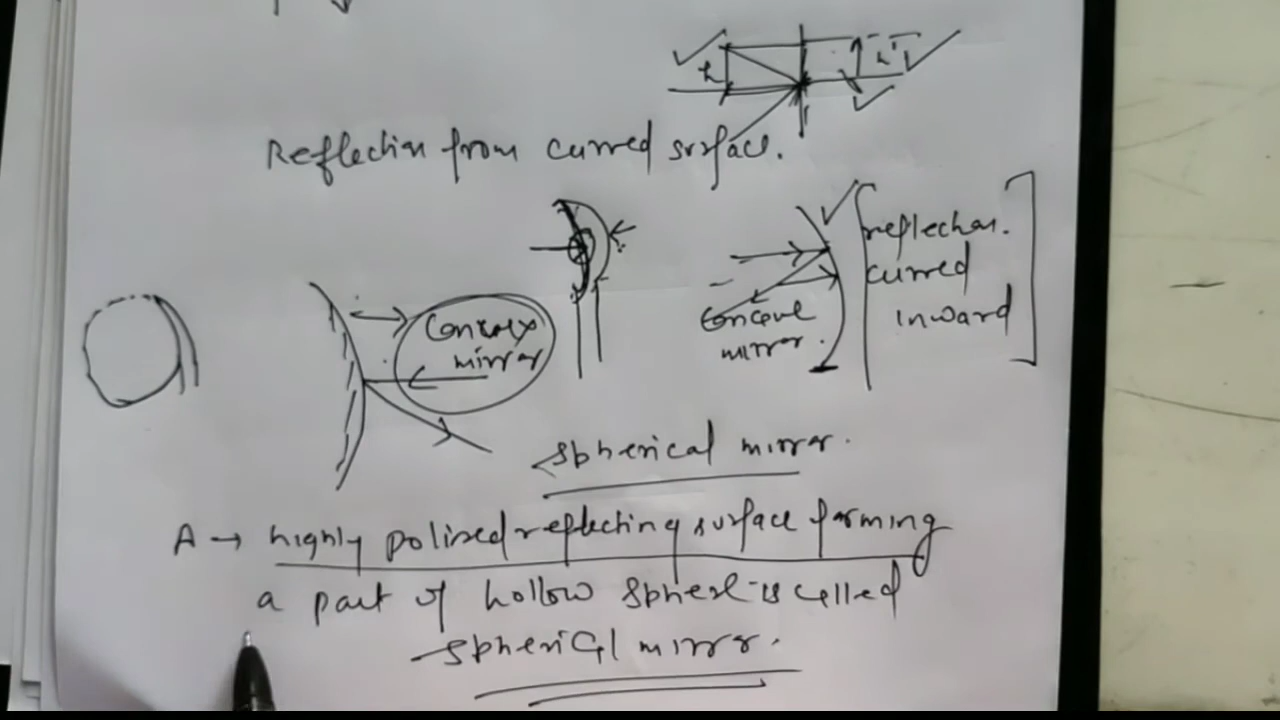 h
h'
Reflection from curved surface.
reflection.
curved
inward
Convex
mirror
Concave
mirror.
Spherical mirror.
A → highly polised reflecting surface forming
a part of hollow sphere is called
spherical mirror.